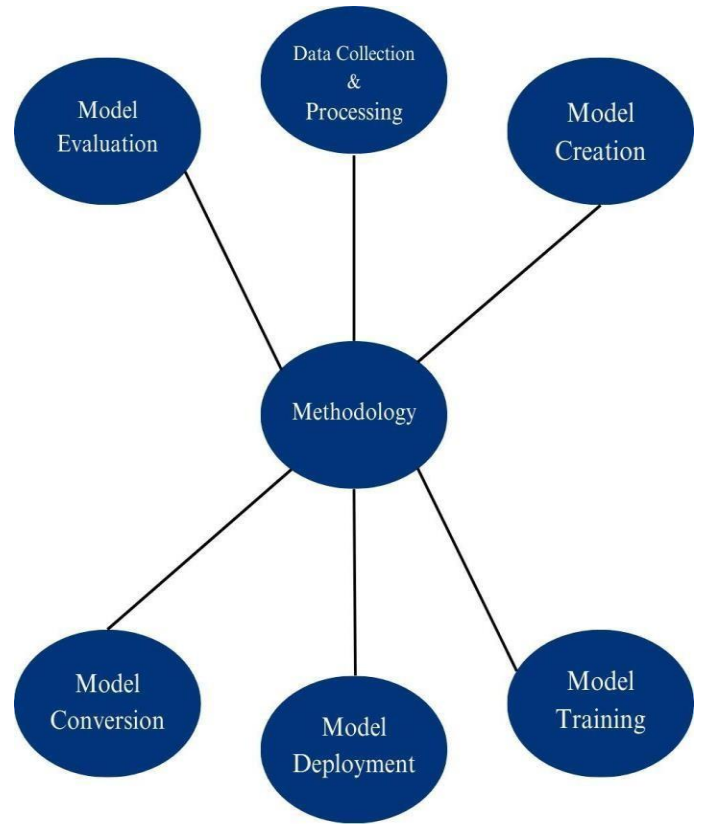 Data Collection
&
Processing
Model
Evaluation
Model
Creation
Methodology
Model
Conversion
Model
Deployment
Model
Training